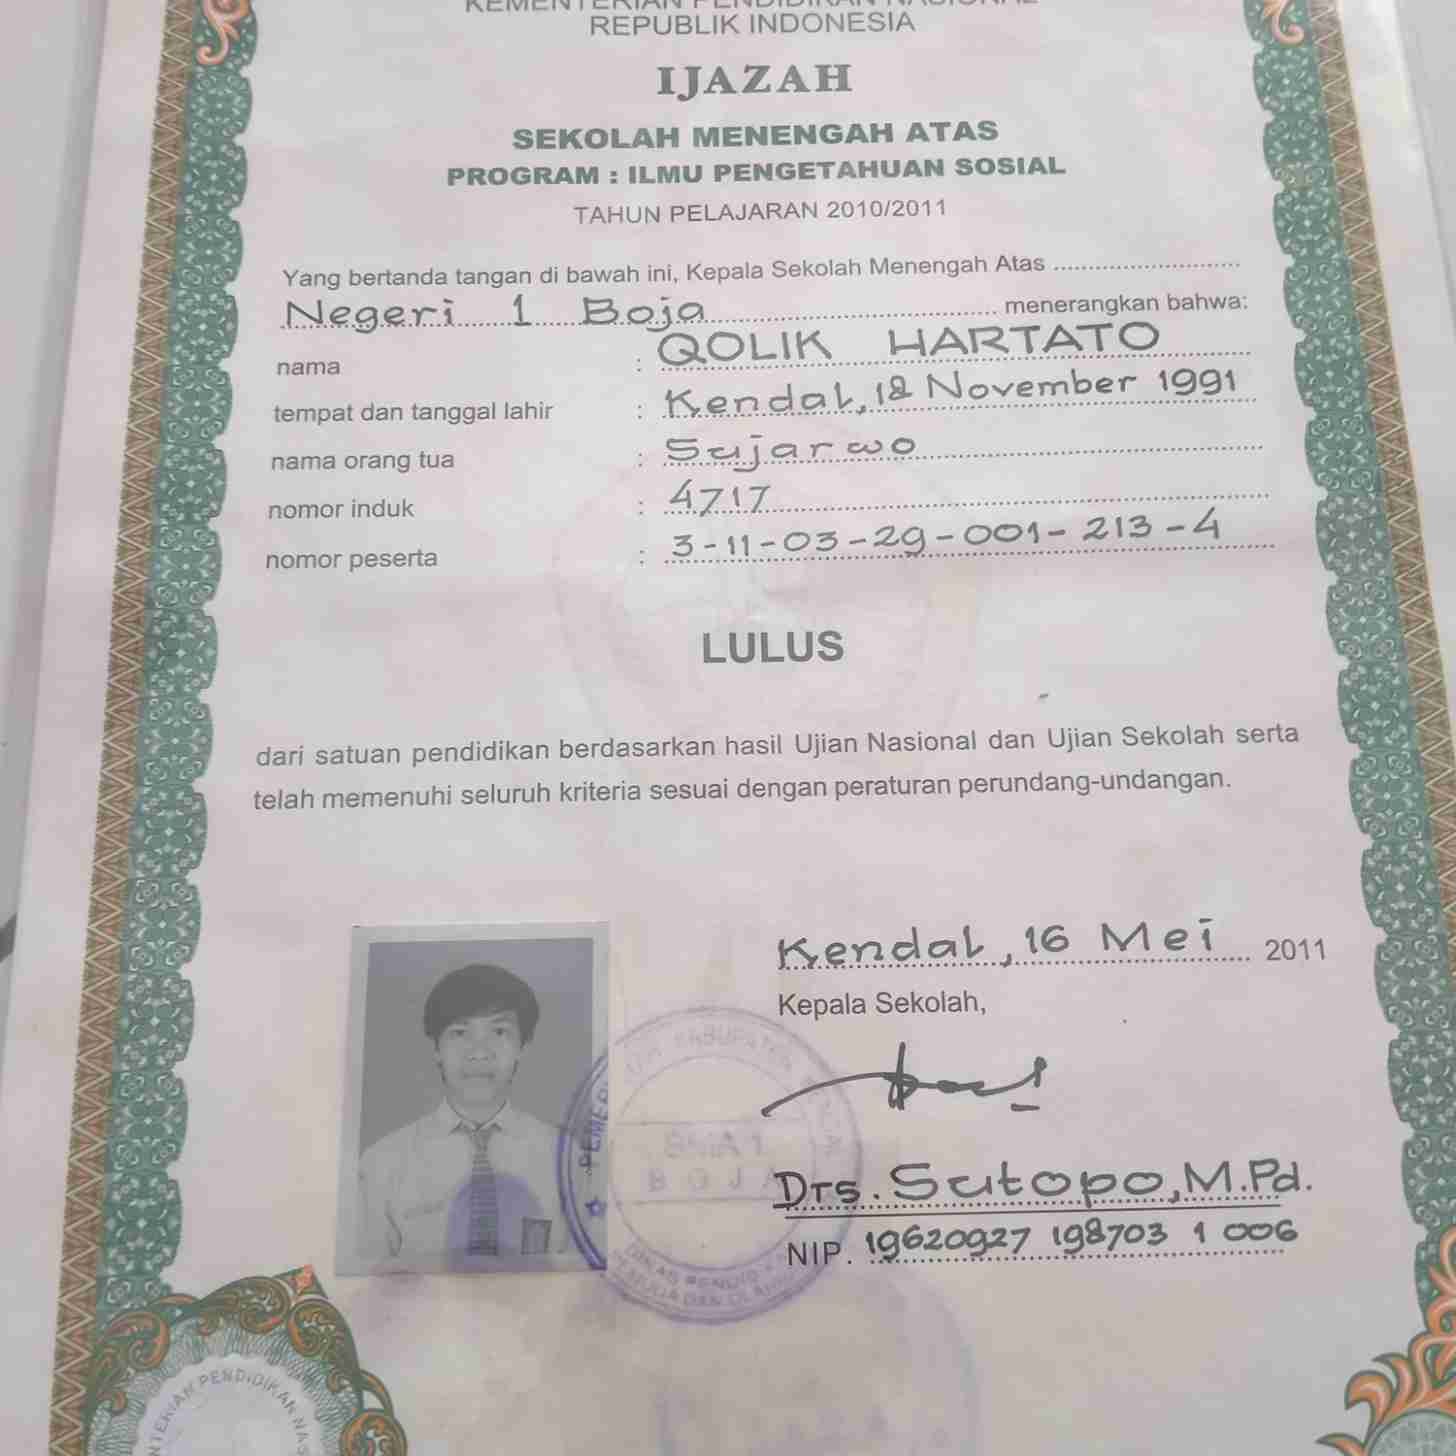 KEMENTERIAN PENDIDIKAN NASIONAL
REPUBLIK INDONESIA
IJAZAH
SEKOLAH MENENGAH ATAS
PROGRAM : ILMU PENGETAHUAN SOSIAL
TAHUN PELAJARAN 2010/2011
Yang bertanda tangan di bawah ini, Kepala Sekolah Menengah Atas
Negeri 1 Boja menerangkan bahwa:
nama : QOLIK HARTATO
tempat dan tanggal lahir : Kendal, 12 November 1991
nama orang tua : Sujarwo
nomor induk : 4717
nomor peserta : 3-11-03-29-001-213-4
LULUS
dari satuan pendidikan berdasarkan hasil Ujian Nasional dan Ujian Sekolah serta
telah memenuhi seluruh kriteria sesuai dengan peraturan perundang-undangan.
Kendal, 16 Mei 2011
Kepala Sekolah,
SMA 1
BOJA
Drs. Sutopo, M.Pd.
NIP. 19620927 198703 1 006